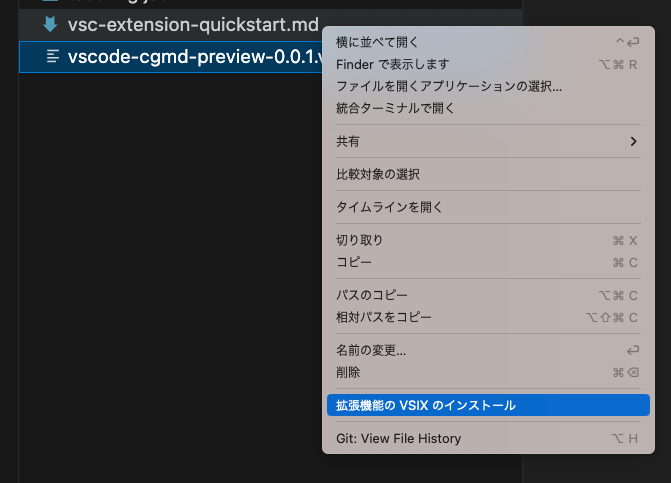 vsc-extension-quickstart.md
vscode-cgmd-preview-0.0.1.v
横に並べて開く ⌃⏎
Finder で表示します ⌥⌘ R
ファイルを開くアプリケーションの選択...
統合ターミナルで開く
共有
比較対象の選択
タイムラインを開く
切り取り ⌘ X
コピー ⌘ C
パスのコピー ⌥⌘ C
相対パスをコピー ⌥⇧⌘ C
名前の変更... ⏎
削除 ⌘⌫
拡張機能の VSIX のインストール
Git: View File History ⌥ H